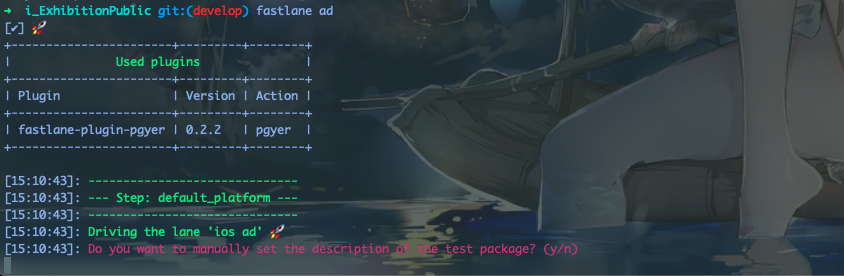 ➜  i_ExhibitionPublic git:(develop) fastlane ad
[✔] 🚀
+-----------------------+---------+--------+
|               Used plugins               |
+-----------------------+---------+--------+
| Plugin                | Version | Action |
+-----------------------+---------+--------+
| fastlane-plugin-pgyer | 0.2.2   | pgyer  |
+-----------------------+---------+--------+
[15:10:43]: ------------------------------
[15:10:43]: --- Step: default_platform ---
[15:10:43]: ------------------------------
[15:10:43]: Driving the lane 'ios ad' 🚀
[15:10:43]: Do you want to manually set the description of the test package? (y/n)